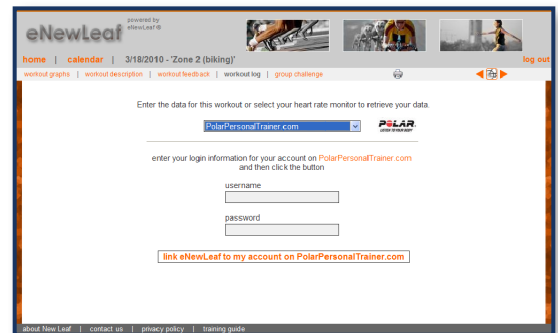 eNewLeaf
powered by
eNewLeaf®
home | calendar | 3/18/2010 - 'Zone 2 (biking)'
log out
workout graphs | workout description | workout feedback | workout log | group challenge
Enter the data for this workout or select your heart rate monitor to retrieve your data.
PolarPersonalTrainer.com
POLAR.
LISTEN TO YOUR BODY
enter your login information for your account on PolarPersonalTrainer.com
and then click the button
username
password
link eNewLeaf to my account on PolarPersonalTrainer.com
about New Leaf | contact us | privacy policy | training guide